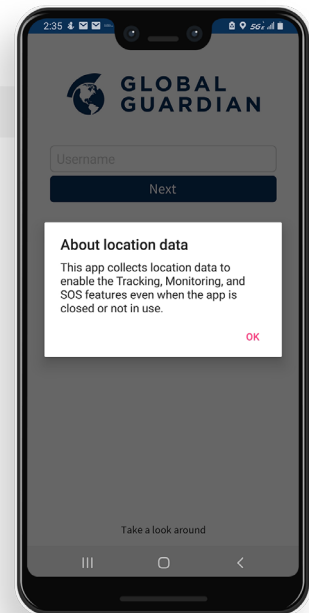 2:35
5G
GLOBAL
GUARDIAN
Username
Next
About location data
This app collects location data to
enable the Tracking, Monitoring, and
SOS features even when the app is
closed or not in use.
OK
Take a look around